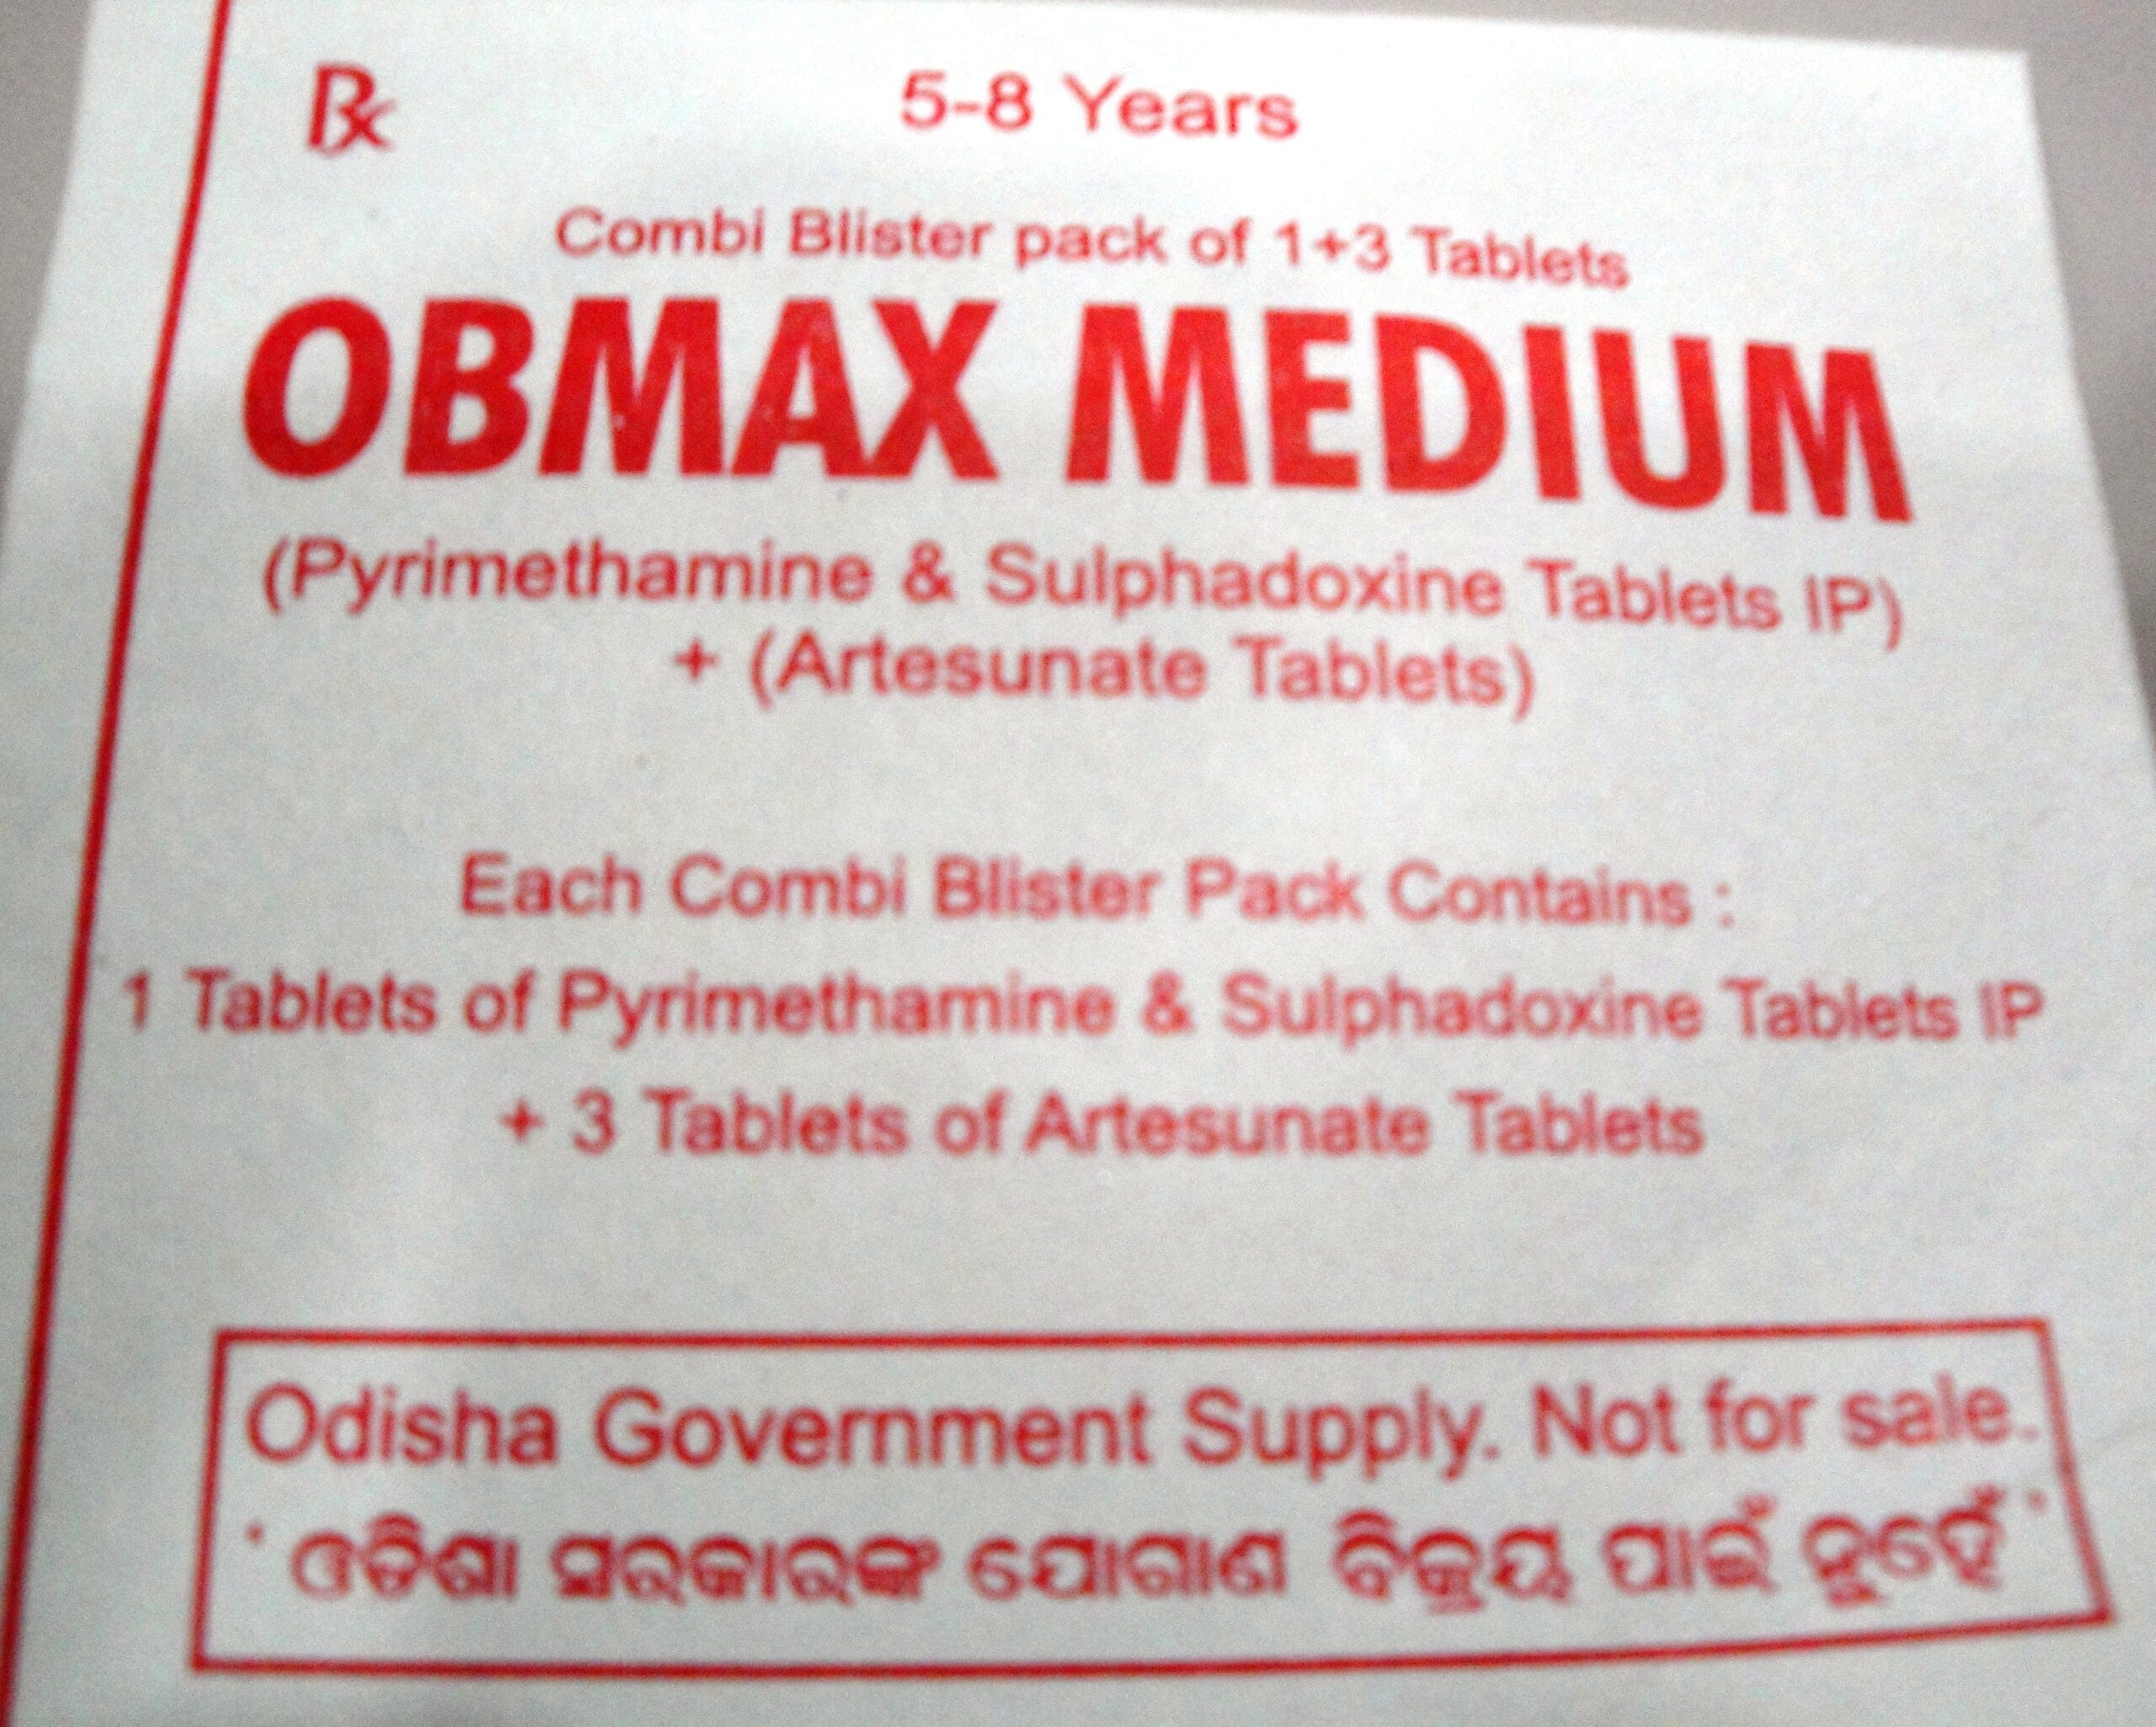 Rx
5-8 Years
Combi Blister pack of 1+3 Tablets
OBMAX MEDIUM
(Pyrimethamine & Sulphadoxine Tablets IP)
+ (Artesunate Tablets)
Each Combi Blister Pack Contains :
1 Tablets of Pyrimethamine & Sulphadoxine Tablets IP
+ 3 Tablets of Artesunate Tablets
Odisha Government Supply. Not for sale.
‘ ଓଡିଶା ସରକାରଙ୍କ ଯୋଗାଣ ବିକ୍ରୟ ପାଇଁ ନୁହେଁ ’